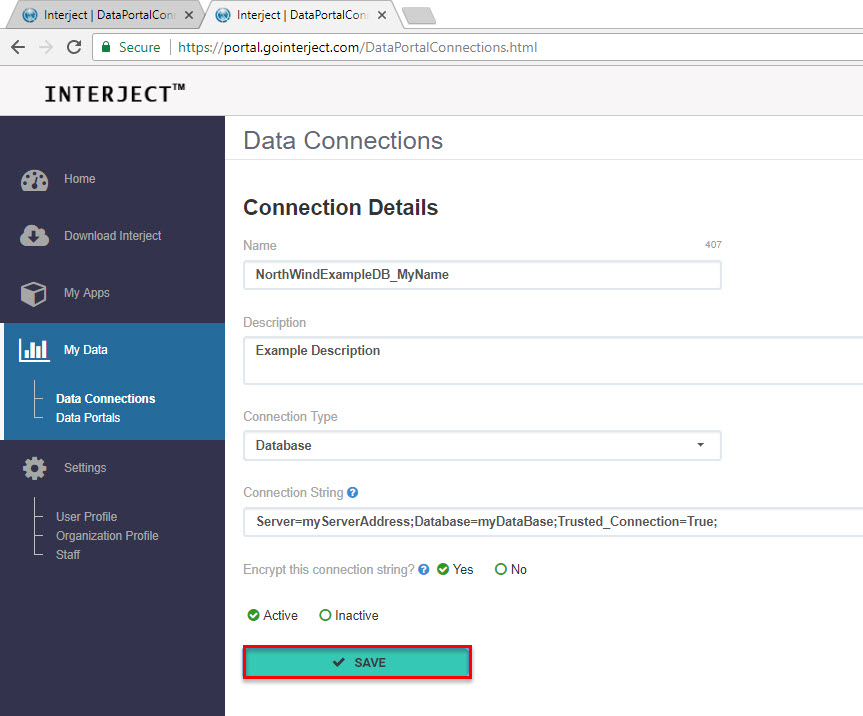 Interject | DataPortalCon
Interject | DataPortalCon
Secure
https://portal.gointerject.com/DataPortalConnections.html
INTERJECT™
Home
Download Interject
My Apps
My Data
Data Connections
Data Portals
Settings
User Profile
Organization Profile
Staff
Data Connections
Connection Details
Name 407
NorthWindExampleDB_MyName
Description
Example Description
Connection Type
Database
Connection String ?
Server=myServerAddress;Database=myDataBase;Trusted_Connection=True;
Encrypt this connection string? ? Yes No
Active Inactive
SAVE